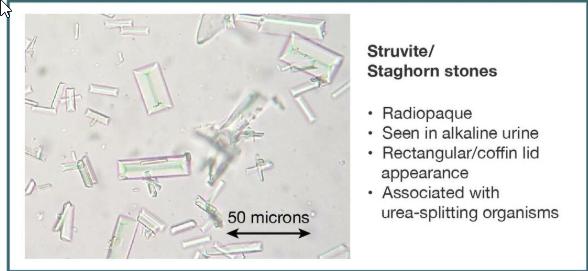 Struvite/
Staghorn stones
• Radiopaque
• Seen in alkaline urine
• Rectangular/coffin lid
appearance
• Associated with
urea-splitting organisms
50 microns